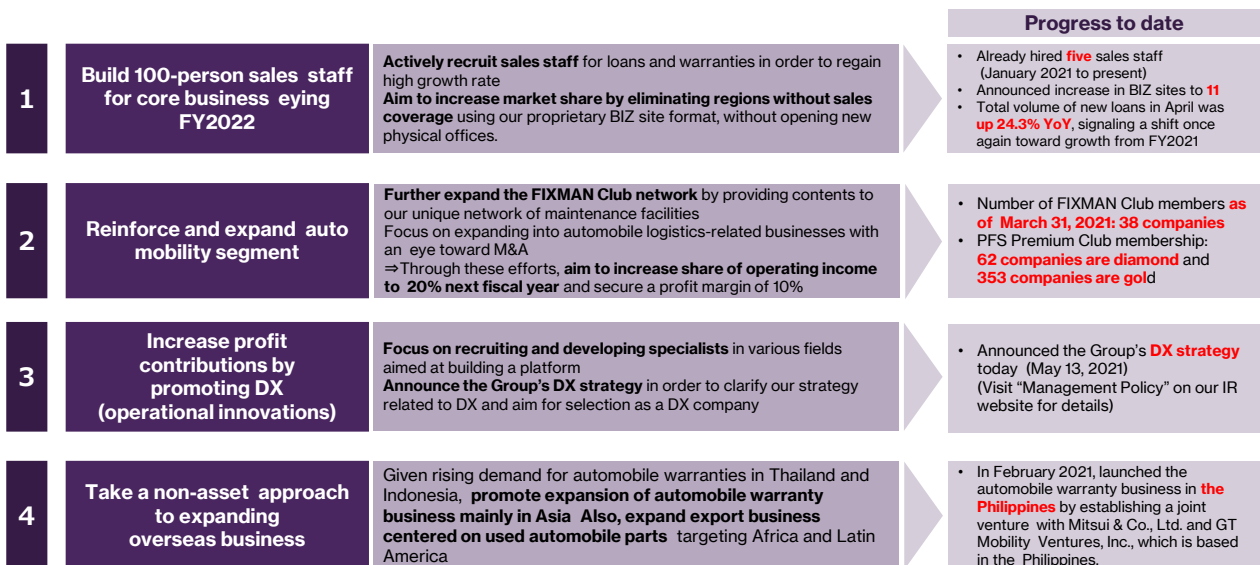 Progress to date
1
Build 100-person sales staff
for core business eying
FY2022
Actively recruit sales staff for loans and warranties in order to regain
high growth rate
Aim to increase market share by eliminating regions without sales
coverage using our proprietary BIZ site format, without opening new
physical offices.
• Already hired five sales staff
(January 2021 to present)
• Announced increase in BIZ sites to 11
• Total volume of new loans in April was
up 24.3% YoY, signaling a shift once
again toward growth from FY2021
2
Reinforce and expand auto
mobility segment
Further expand the FIXMAN Club network by providing contents to
our unique network of maintenance facilities
Focus on expanding into automobile logistics-related businesses with
an eye toward M&A
⇒Through these efforts, aim to increase share of operating income
to 20% next fiscal year and secure a profit margin of 10%
• Number of FIXMAN Club members as
of March 31, 2021: 38 companies
• PFS Premium Club membership:
62 companies are diamond and
353 companies are gold
3
Increase profit
contributions by
promoting DX
(operational innovations)
Focus on recruiting and developing specialists in various fields
aimed at building a platform
Announce the Group's DX strategy in order to clarify our strategy
related to DX and aim for selection as a DX company
• Announced the Group's DX strategy
today (May 13, 2021)
(Visit "Management Policy" on our IR
website for details)
4
Take a non-asset approach
to expanding
overseas business
Given rising demand for automobile warranties in Thailand and
Indonesia, promote expansion of automobile warranty
business mainly in Asia Also, expand export business
centered on used automobile parts targeting Africa and Latin
America
• In February 2021, launched the
automobile warranty business in the
Philippines by establishing a joint
venture with Mitsui & Co., Ltd. and GT
Mobility Ventures, Inc., which is based
in the Philippines.